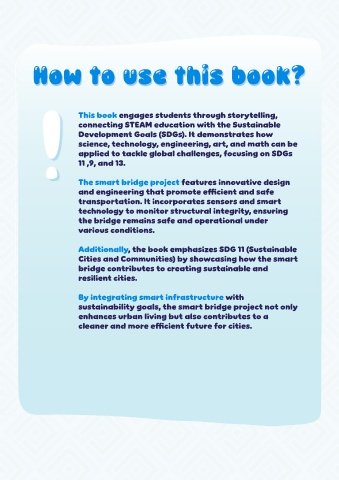 How to use this book?
!
This book engages students through storytelling,
connecting STEAM education with the Sustainable
Development Goals (SDGs). It demonstrates how
science, technology, engineering, art, and math can be
applied to tackle global challenges, focusing on SDGs
11 ,9, and 13.
The smart bridge project features innovative design
and engineering that promote efficient and safe
transportation. It incorporates sensors and smart
technology to monitor structural integrity, ensuring
the bridge remains safe and operational under
various conditions.
Additionally, the book emphasizes SDG 11 (Sustainable
Cities and Communities) by showcasing how the smart
bridge contributes to creating sustainable and
resilient cities.
By integrating smart infrastructure with
sustainability goals, the smart bridge project not only
enhances urban living but also contributes to a
cleaner and more efficient future for cities.